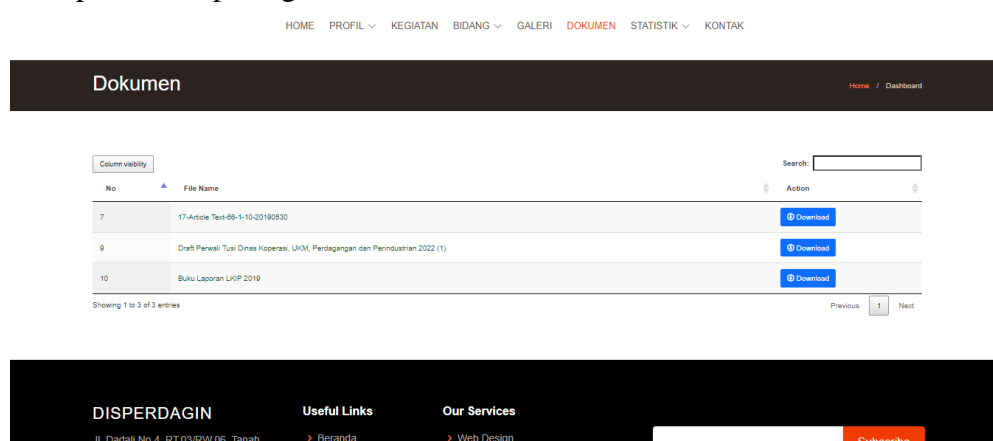 HOME PROFIL KEGIATAN BIDANG GALERI DOKUMEN STATISTIK KONTAK
Dokumen
Home / Dashboard
Column visibility
Search:
No File Name Action
7 17-Article Text-66-1-10-20190530 Download
9 Draft Perwali Tusi Dinas Koperasi, UKM, Perdagangan dan Perindustrian 2022 (1) Download
10 Buku Laporan LKIP 2019 Download
Showing 1 to 3 of 3 entries
Previous 1 Next
DISPERDAGIN Useful Links Our Services
Jl. Dadali No.4, RT.03/RW.06, Tanah > Beranda > Web Design Subscribe